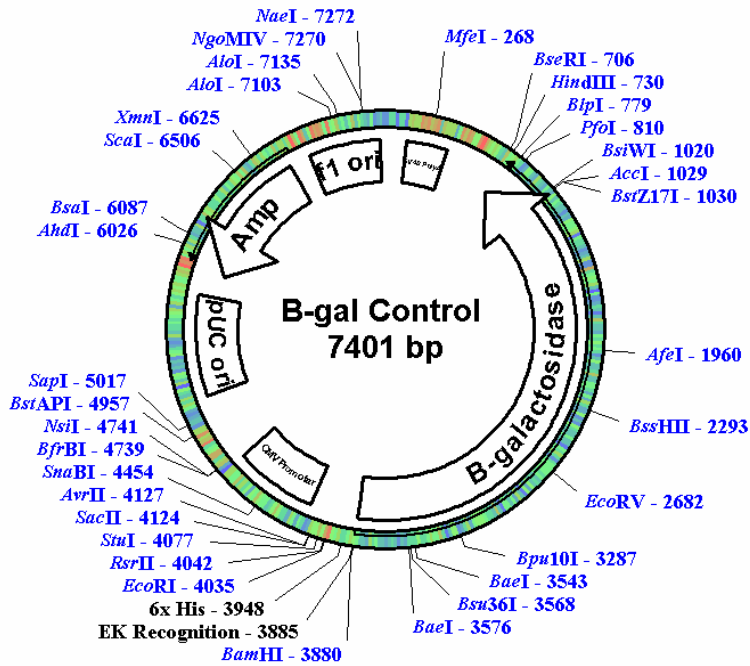 NaeI - 7272
NgoMIV - 7270
AloI - 7135
AloI - 7103
XmnI - 6625
ScaI - 6506
BsaI - 6087
AhdI - 6026
MfeI - 268
BseRI - 706
HindIII - 730
BlpI - 779
PfoI - 810
BsiWI - 1020
AccI - 1029
BstZ17I - 1030
AfeI - 1960
BssHII - 2293
EcoRV - 2682
Bpu10I - 3287
BaeI - 3543
Bsu36I - 3568
BaeI - 3576
f1 ori
Amp
pUC ori
CMV Promoter
B-galactosidase
B-gal Control
7401 bp
SapI - 5017
BstAPI - 4957
NsiI - 4741
BfrBI - 4739
SnaBI - 4454
AvrII - 4127
SacII - 4124
StuI - 4077
RsrII - 4042
EcoRI - 4035
6x His - 3948
EK Recognition - 3885
BamHI - 3880